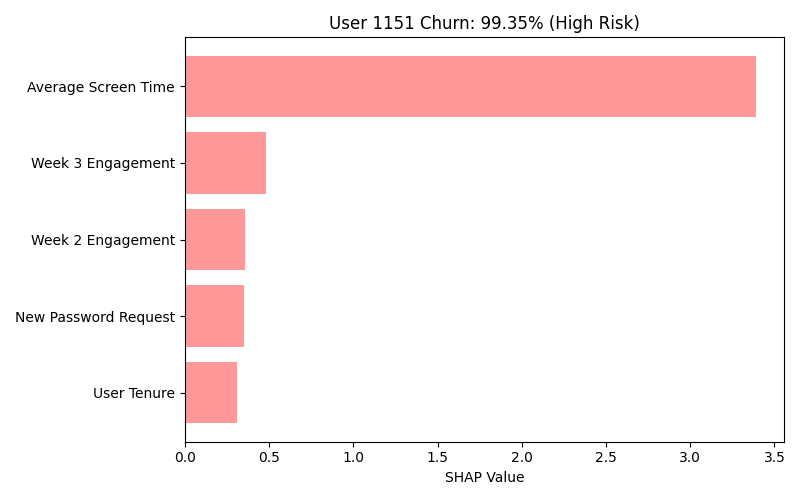 User 1151 Churn: 99.35% (High Risk)
Average Screen Time
Week 3 Engagement
Week 2 Engagement
New Password Request
User Tenure
0.0 0.5 1.0 1.5 2.0 2.5 3.0 3.5
SHAP Value